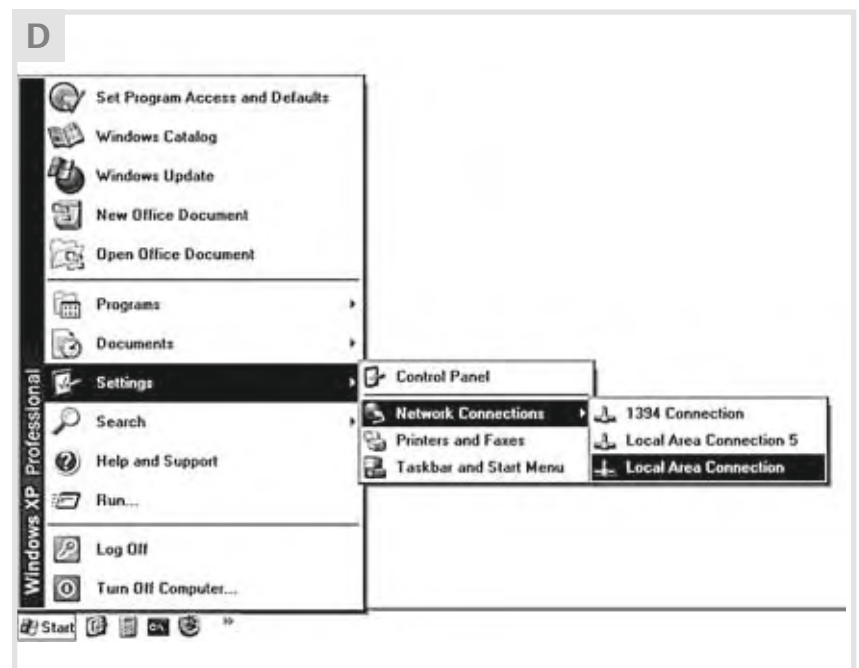 D
Set Program Access and Defaults
Windows Catalog
Windows Update
New Office Document
Open Office Document
Programs
Documents
Settings
Search
Help and Support
Run...
Log Off
Turn Off Computer...
Windows XP Professional
Control Panel
Network Connections
Printers and Faxes
Taskbar and Start Menu
1394 Connection
Local Area Connection 5
Local Area Connection
Start